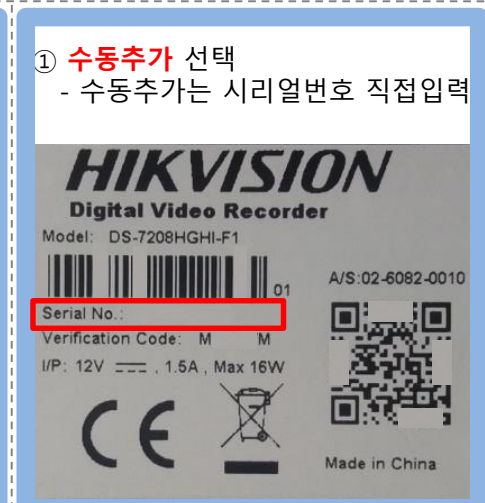 ① 수동추가 선택
- 수동추가는 시리얼번호 직접입력
HIKVISION
Digital Video Recorder
Model: DS-7208HGHI-F1
01
A/S:02-6082-0010
Serial No.:
Verification Code: M M
I/P: 12V ⎓ , 1.5A , Max 16W
CE
Made in China